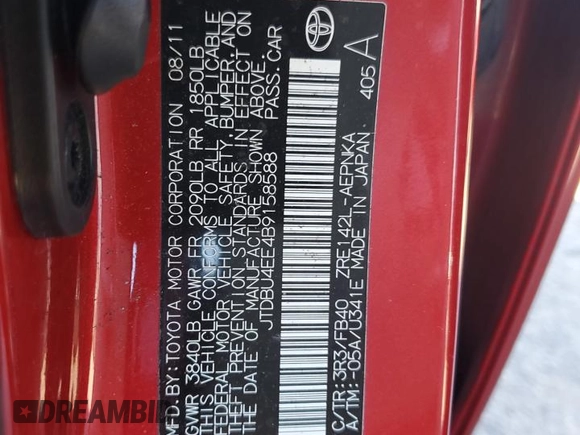 MFD. BY: TOYOTA MOTOR CORPORATION 08/11
GVWR 3840LB GAWR FR 2090LB RR 1850LB
THIS VEHICLE CONFORMS TO ALL APPLICABLE
FEDERAL MOTOR VEHICLE SAFETY, BUMPER, AND
THEFT PREVENTION STANDARDS IN EFFECT ON
THE DATE OF MANUFACTURE SHOWN ABOVE.
JTDBU4EE4B9158588 PASS. CAR
C/TR:3R3/FB40 ZRE142L-AEPNKA
A/TM:-05A/U341E MADE IN JAPAN
405 A
DREAMBI